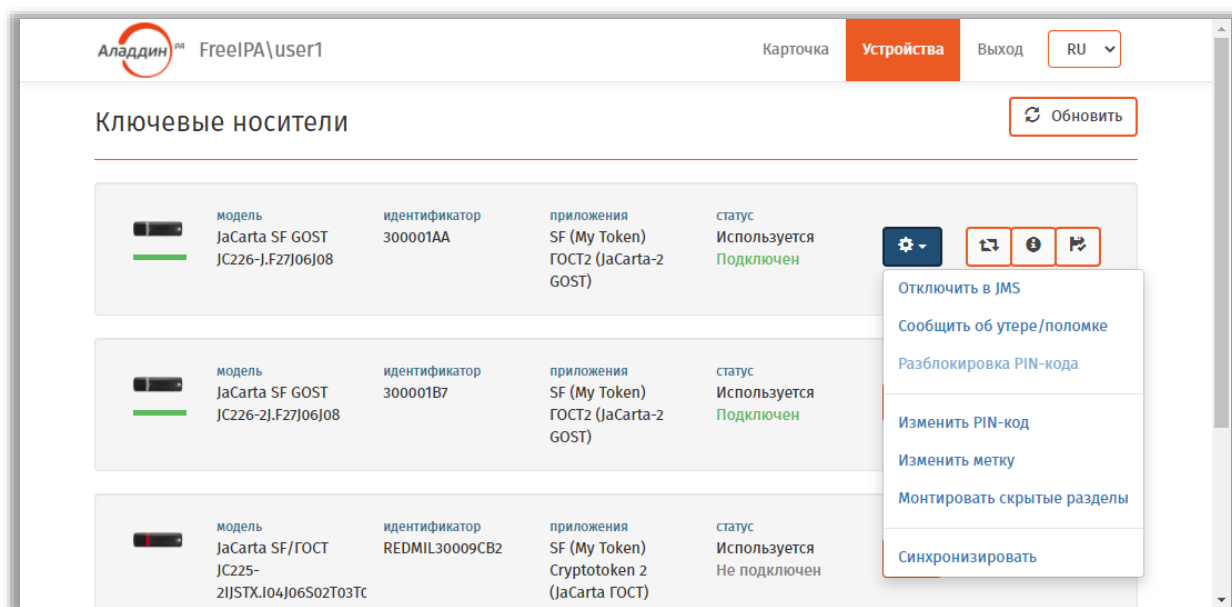 Аладдин РД FreeIPA\user1 Карточка Устройства Выход RU
Ключевые носители Обновить
модель идентификатор приложения статус
JaCarta SF GOST 300001AA SF (My Token) Используется
JC226-J.F27J06J08 ГОСТ2 (JaCarta-2 Подключен
GOST)
Отключить в JMS
Сообщить об утере/поломке
Разблокировка PIN-кода
Изменить PIN-код
Изменить метку
Монтировать скрытые разделы
Синхронизировать
модель идентификатор приложения статус
JaCarta SF GOST 300001B7 SF (My Token) Используется
JC226-2J.F27J06J08 ГОСТ2 (JaCarta-2 Подключен
GOST)
модель идентификатор приложения статус
JaCarta SF/ГОСТ REDMIL30009CB2 SF (My Token) Используется
JC225- Cryptotoken 2 Не подключен
2IJSTX.I04J06S02T03TC (JaCarta ГОСТ)